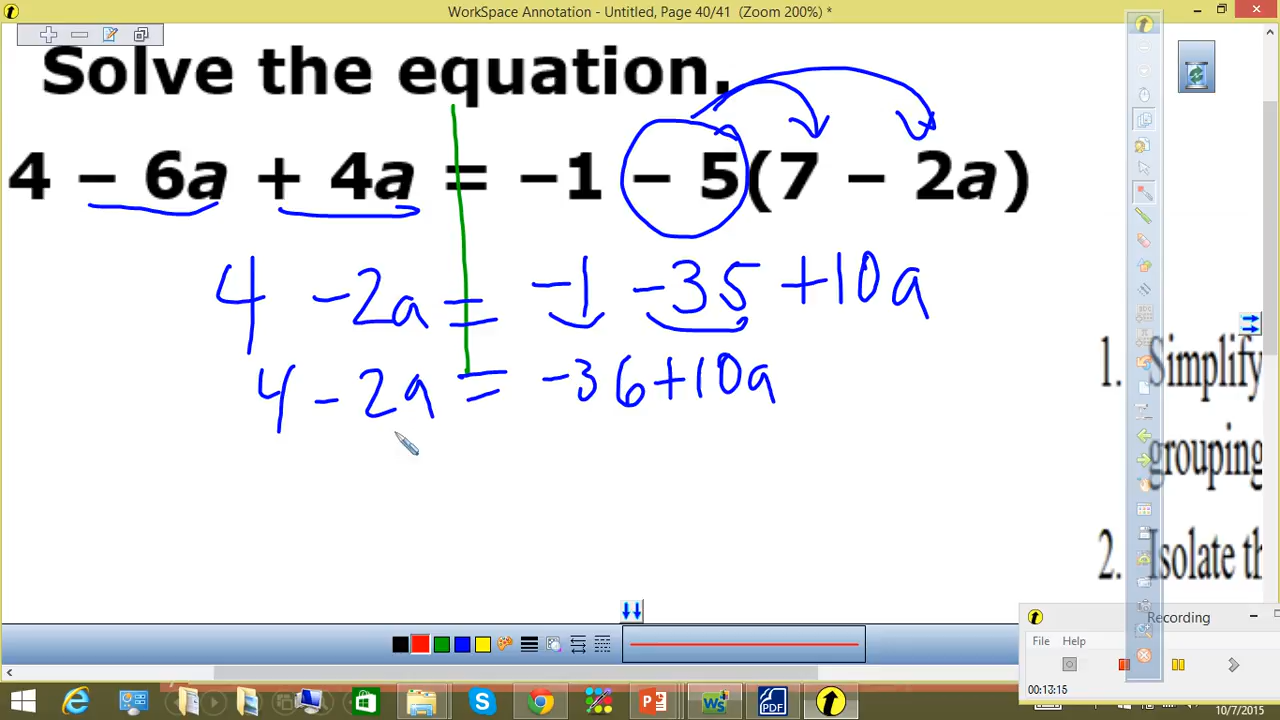 WorkSpace Annotation - Untitled, Page 40/41 (Zoom 200%) *
Solve the equation.
4 − 6a + 4a = −1 − 5(7 − 2a)
4 -2a = -1 -35 +10a
4 - 2a = -36+10a
1. Simplify
grouping
2. Isolate th
Recording
File Help
00:13:15
10/7/2015